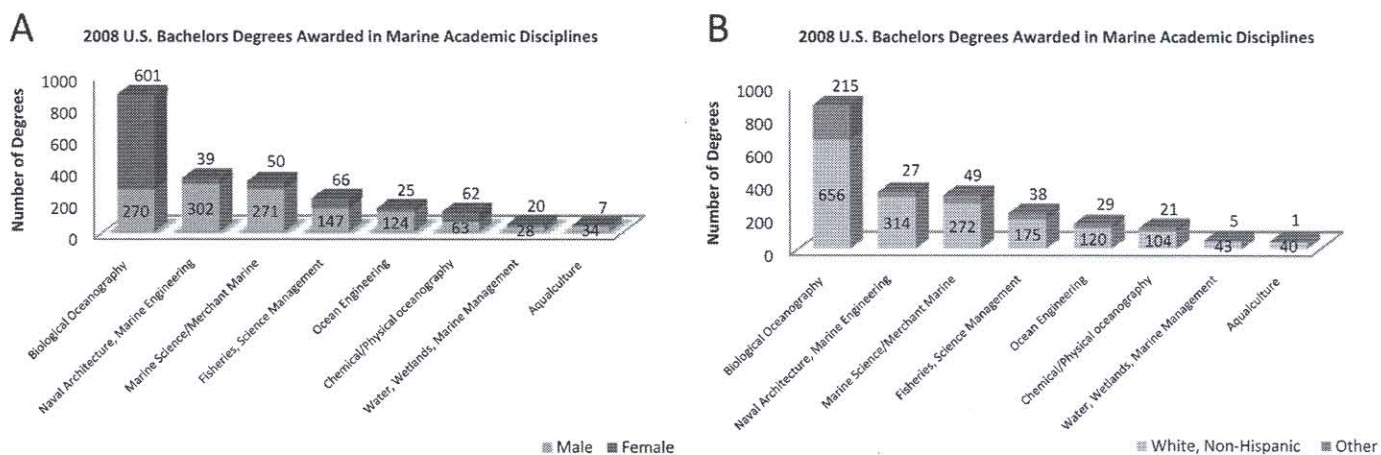 A
2008 U.S. Bachelors Degrees Awarded in Marine Academic Disciplines
Number of Degrees
1000
800
600
400
200
0
601
39
50
66
25
62
20
7
270
302
271
147
124
63
28
34
Biological Oceanography
Naval Architecture, Marine Engineering
Marine Science/Merchant Marine
Fisheries, Science Management
Ocean Engineering
Chemical/Physical oceanography
Water, Wetlands, Marine Management
Aqualculture
Male Female
B
2008 U.S. Bachelors Degrees Awarded in Marine Academic Disciplines
Number of Degrees
1000
800
600
400
200
0
215
27
49
38
29
21
5
1
656
314
272
175
120
104
43
40
Biological Oceanography
Naval Architecture, Marine Engineering
Marine Science/Merchant Marine
Fisheries, Science Management
Ocean Engineering
Chemical/Physical oceanography
Water, Wetlands, Marine Management
Aqualculture
White, Non-Hispanic Other